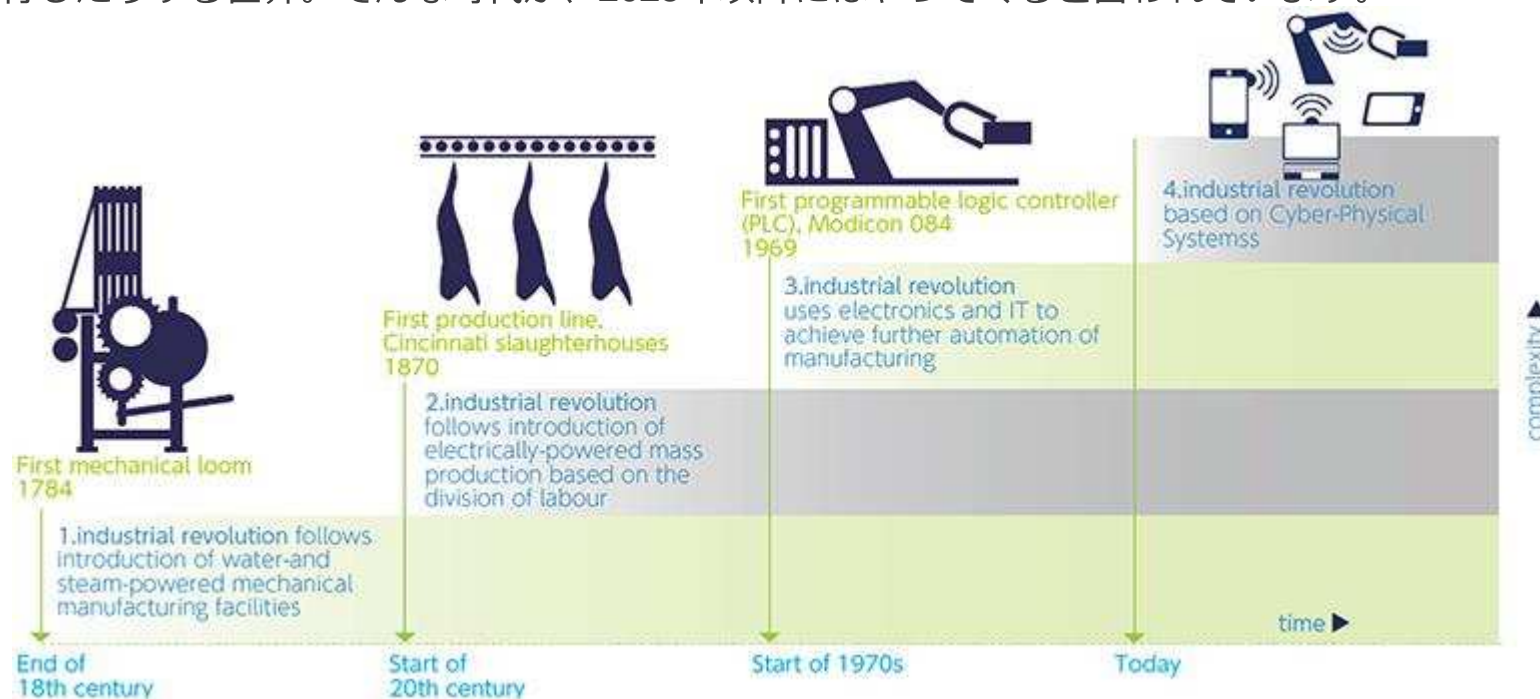 First mechanical loom
1784
First production line,
Cincinnati slaughterhouses
1870
First programmable logic controller
(PLC), Modicon 084
1969
4.industrial revolution
based on Cyber-Physical
Systemss
3.industrial revolution
uses electronics and IT to
achieve further automation of
manufacturing
2.industrial revolution
follows introduction of
electrically-powered mass
production based on the
division of labour
1.industrial revolution follows
introduction of water-and
steam-powered mechanical
manufacturing facilities
complexity ▶
time ▶
End of
18th century
Start of
20th century
Start of 1970s
Today